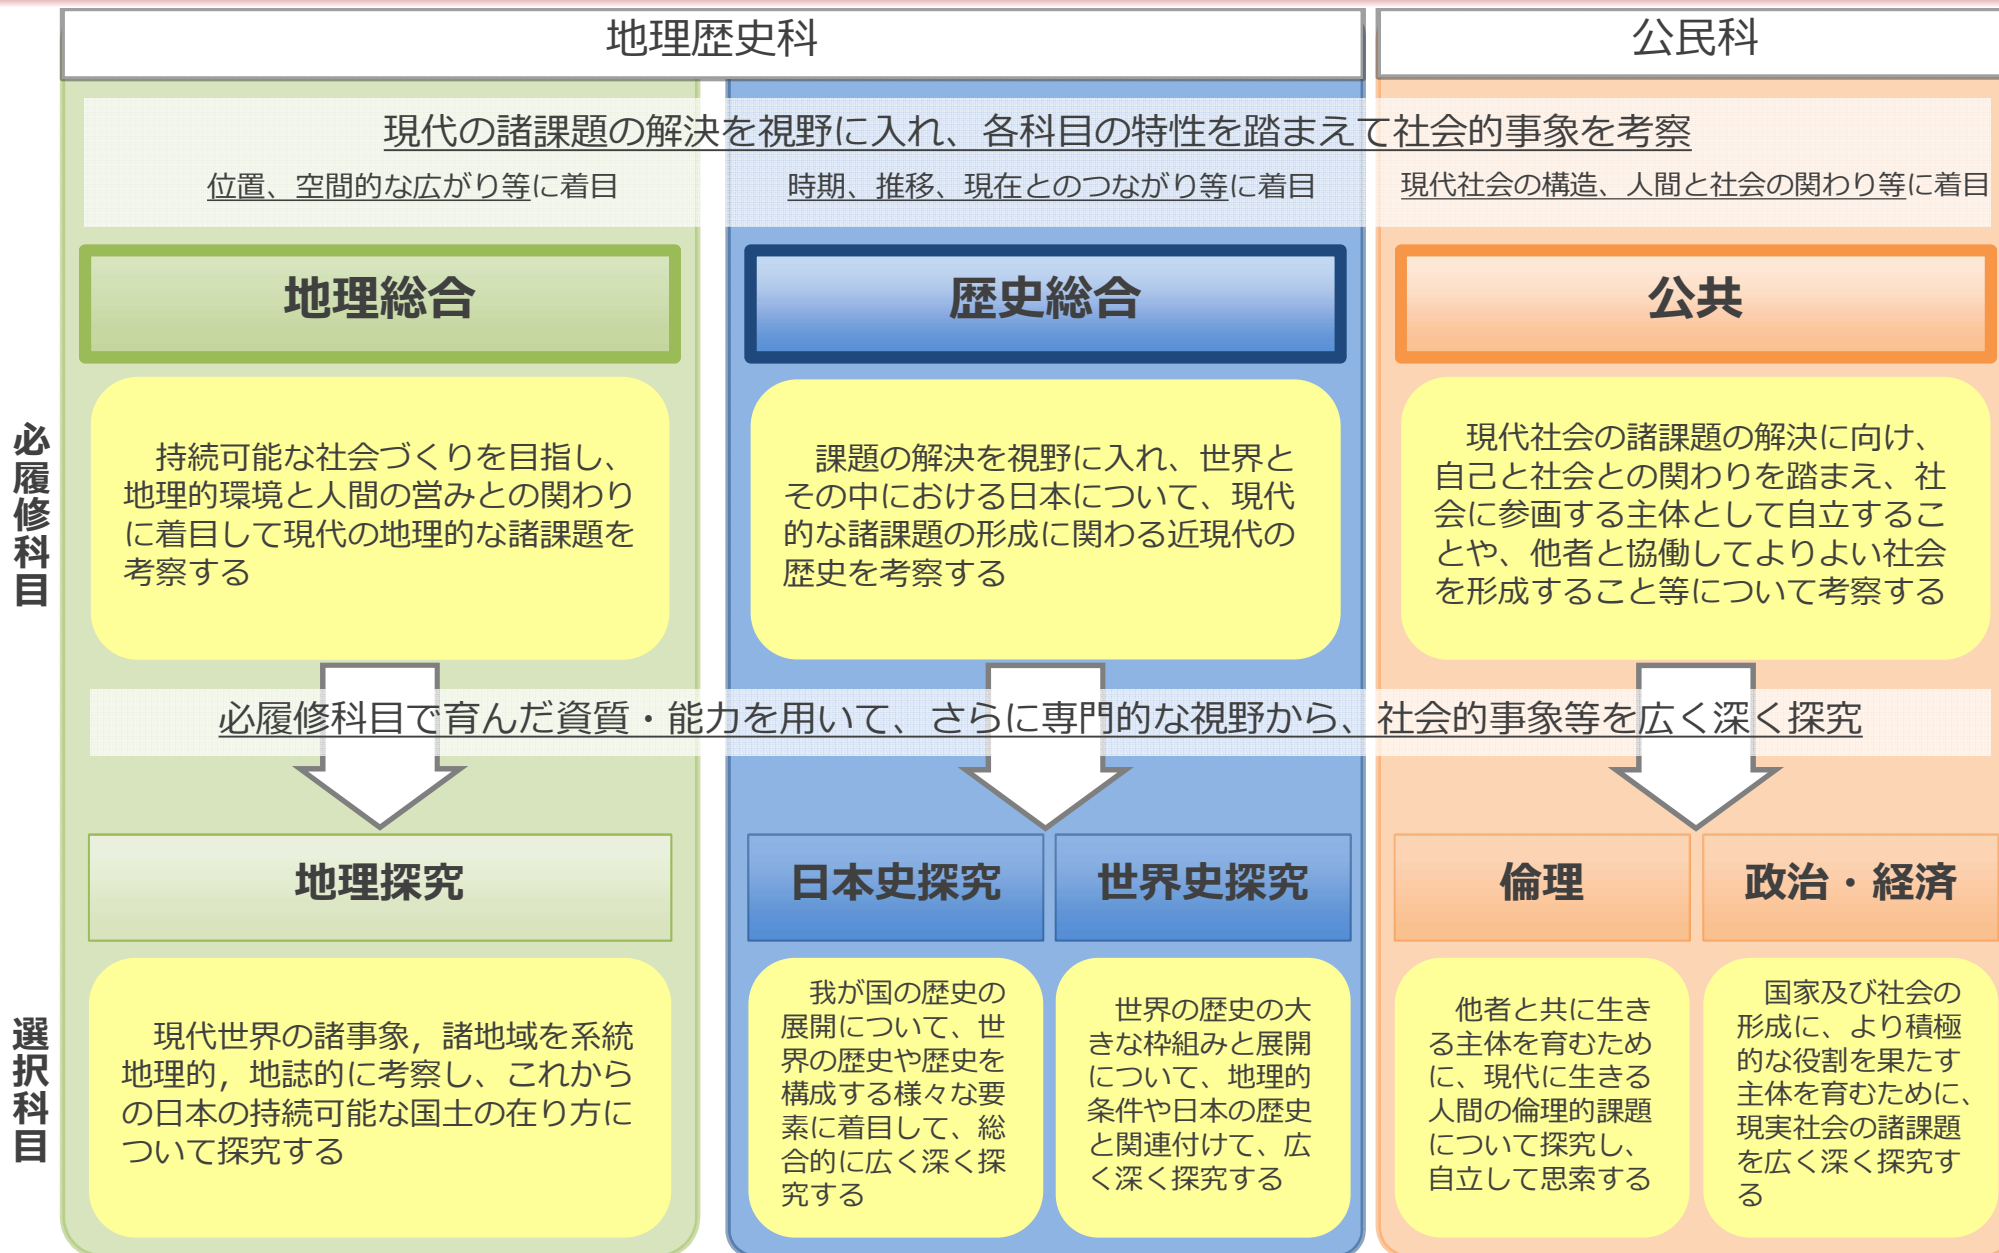 地理歴史科
公民科
現代の諸課題の解決を視野に入れ、各科目の特性を踏まえて社会的事象を考察
位置、空間的な広がり等に着目
時期、推移、現在とのつながり等に着目
現代社会の構造、人間と社会の関わり等に着目
必履修科目
地理総合
持続可能な社会づくりを目指し、
地理的環境と人間の営みとの関わり
に着目して現代の地理的な諸課題を
考察する
歴史総合
課題の解決を視野に入れ、世界と
その中における日本について、現代
的な諸課題の形成に関わる近現代の
歴史を考察する
公共
現代社会の諸課題の解決に向け、
自己と社会との関わりを踏まえ、社
会に参画する主体として自立するこ
とや、他者と協働してよりよい社会
を形成すること等について考察する
必履修科目で育んだ資質・能力を用いて、さらに専門的な視野から、社会的事象等を広く深く探究
選択科目
地理探究
現代世界の諸事象，諸地域を系統
地理的，地誌的に考察し、これから
の日本の持続可能な国土の在り方に
ついて探究する
日本史探究
我が国の歴史の
展開について、世
界の歴史や歴史を
構成する様々な要
素に着目して、総
合的に広く深く探
究する
世界史探究
世界の歴史の大
きな枠組みと展開
について、地理的
条件や日本の歴史
と関連付けて、広
く深く探究する
倫理
他者と共に生き
る主体を育むため
に、現代に生きる
人間の倫理的課題
について探究し、
自立して思索する
政治・経済
国家及び社会の
形成に、より積極
的な役割を果たす
主体を育むために、
現実社会の諸課題
を広く深く探究す
る